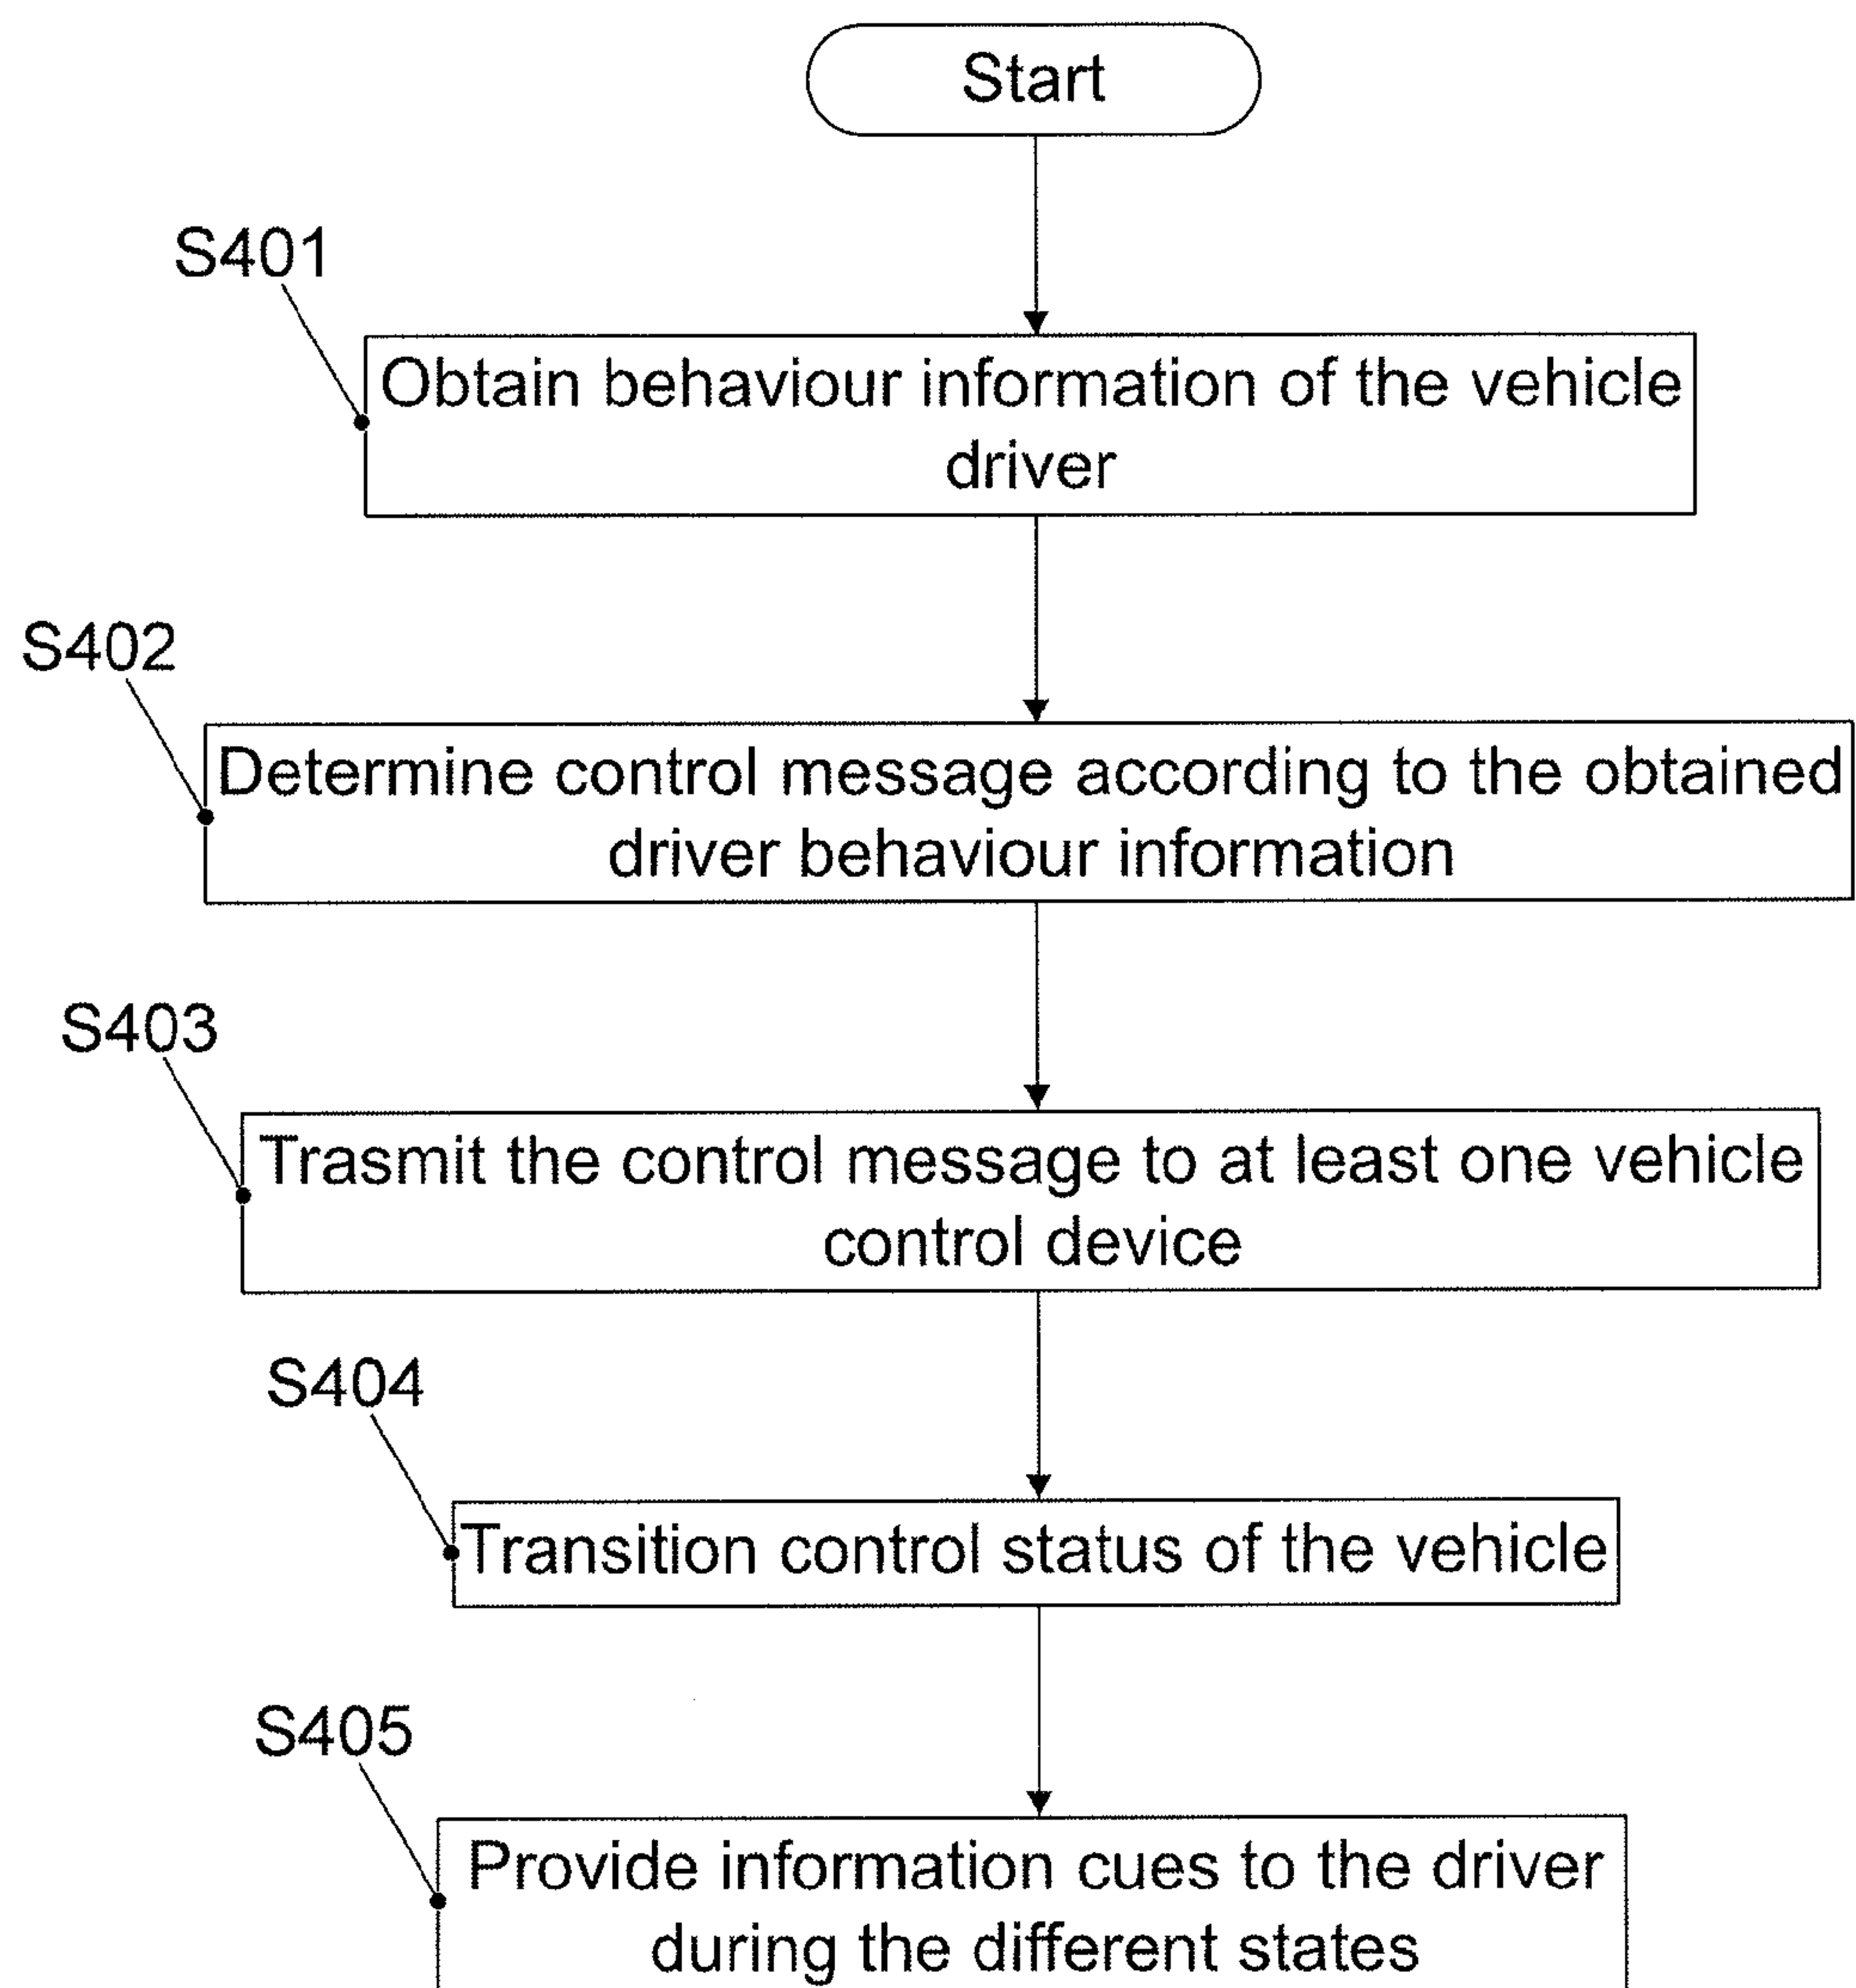 Start
S401
Obtain behaviour information of the vehicle
driver
S402
Determine control message according to the obtained
driver behaviour information
S403
Trasmit the control message to at least one vehicle
control device
S404
Transition control status of the vehicle
S405
Provide information cues to the driver
during the different states